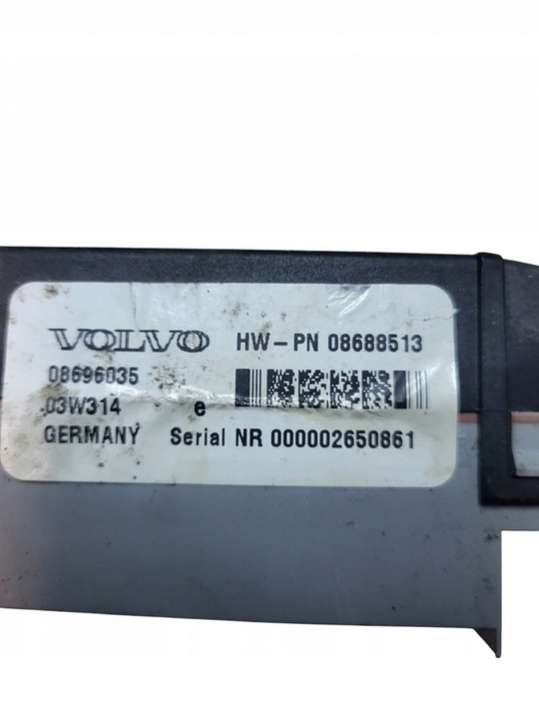 VOLVO HW-PN 08688513
08696035
03W314 e
GERMANY Serial NR 000002650861